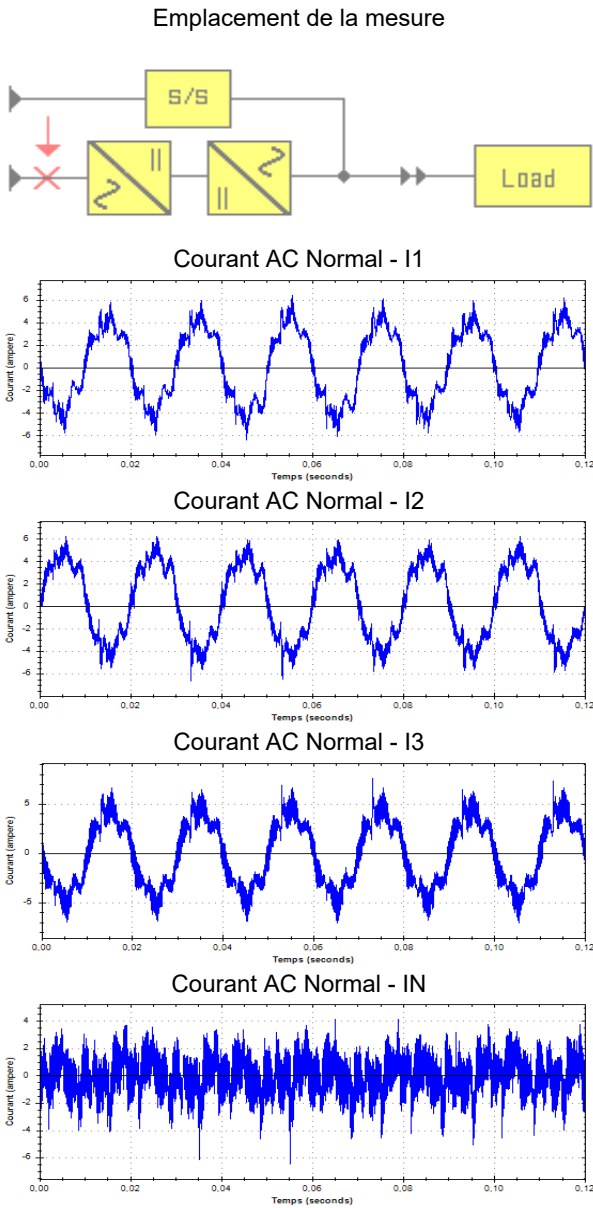 Emplacement de la mesure
S/S
Load
Courant AC Normal - I1
Courant (ampere)
6
4
2
0
-2
-4
-6
0,00 0,02 0,04 0,06 0,08 0,10 0,12
Temps (seconds)
Courant AC Normal - I2
Courant (ampere)
6
4
2
0
-2
-4
-6
0,00 0,02 0,04 0,06 0,08 0,10 0,12
Temps (seconds)
Courant AC Normal - I3
Courant (ampere)
5
0
-5
0,00 0,02 0,04 0,06 0,08 0,10 0,12
Temps (seconds)
Courant AC Normal - IN
Courant (ampere)
4
2
0
-2
-4
-6
0,00 0,02 0,04 0,06 0,08 0,10 0,12
Temps (seconds)